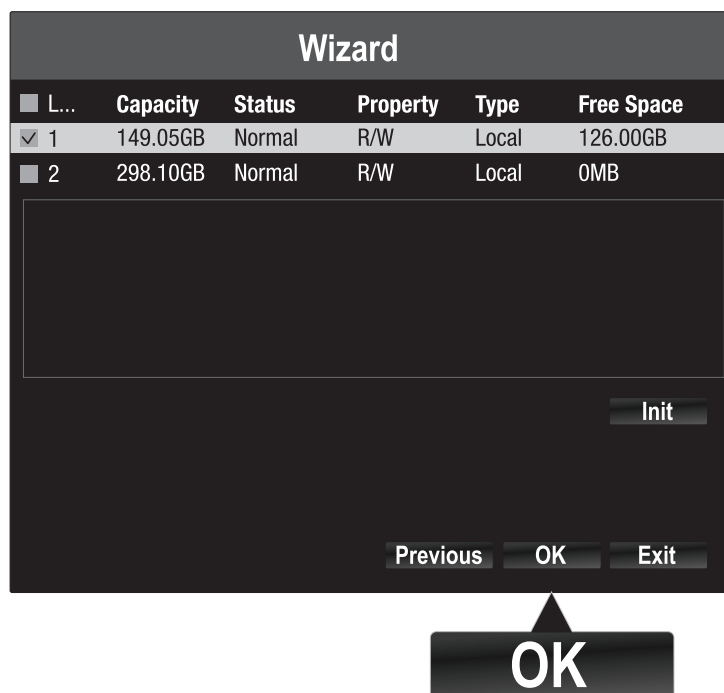 Wizard
L... Capacity Status Property Type Free Space
1 149.05GB Normal R/W Local 126.00GB
2 298.10GB Normal R/W Local 0MB
Init
Previous OK Exit
OK